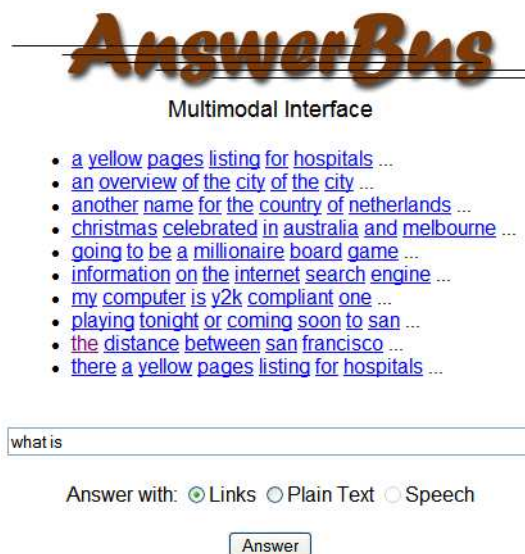 AnswerBus
Multimodal Interface
a yellow pages listing for hospitals ...
an overview of the city of the city ...
another name for the country of netherlands ...
christmas celebrated in australia and melbourne ...
going to be a millionaire board game ...
information on the internet search engine ...
my computer is y2k compliant one ...
playing tonight or coming soon to san ...
the distance between san francisco ...
there a yellow pages listing for hospitals ...
what is
Answer with: Links Plain Text Speech
Answer